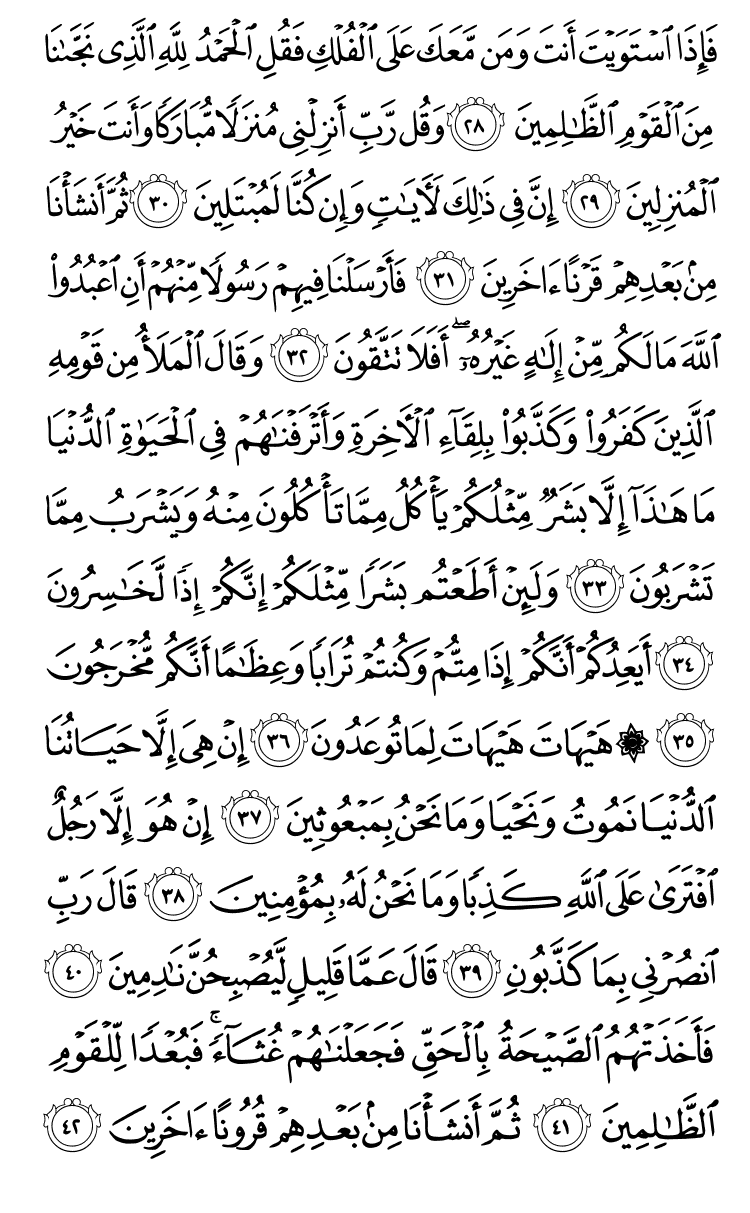 فَإِذَا ٱسْتَوَيْتَ أَنتَ وَمَن مَّعَكَ عَلَى ٱلْفُلْكِ فَقُلِ ٱلْحَمْدُ لِلَّهِ ٱلَّذِى نَجَّىٰنَا
مِنَ ٱلْقَوْمِ ٱلظَّـٰلِمِينَ ٢٨ وَقُل رَّبِّ أَنزِلْنِى مُنزَلًا مُّبَارَكًا وَأَنتَ خَيْرُ
ٱلْمُنزِلِينَ ٢٩ إِنَّ فِى ذَٰلِكَ لَـَٔايَـٰتٍ وَإِن كُنَّا لَمُبْتَلِينَ ٣٠ ثُمَّ أَنشَأْنَا
مِنۢ بَعْدِهِمْ قَرْنًا ءَاخَرِينَ ٣١ فَأَرْسَلْنَا فِيهِمْ رَسُولًا مِّنْهُمْ أَنِ ٱعْبُدُوا۟
ٱللَّهَ مَا لَكُم مِّنْ إِلَـٰهٍ غَيْرُهُۥٓ ۖ أَفَلَا تَتَّقُونَ ٣٢ وَقَالَ ٱلْمَلَأُ مِن قَوْمِهِ
ٱلَّذِينَ كَفَرُوا۟ وَكَذَّبُوا۟ بِلِقَآءِ ٱلْـَٔاخِرَةِ وَأَتْرَفْنَـٰهُمْ فِى ٱلْحَيَوٰةِ ٱلدُّنْيَا
مَا هَـٰذَآ إِلَّا بَشَرٌ مِّثْلُكُمْ يَأْكُلُ مِمَّا تَأْكُلُونَ مِنْهُ وَيَشْرَبُ مِمَّا
تَشْرَبُونَ ٣٣ وَلَئِنْ أَطَعْتُم بَشَرًا مِّثْلَكُمْ إِنَّكُمْ إِذًا لَّخَـٰسِرُونَ
٣٤ أَيَعِدُكُمْ أَنَّكُمْ إِذَا مِتُّمْ وَكُنتُمْ تُرَابًا وَعِظَـٰمًا أَنَّكُم مُّخْرَجُونَ
٣٥ ۞ هَيْهَاتَ هَيْهَاتَ لِمَا تُوعَدُونَ ٣٦ إِنْ هِىَ إِلَّا حَيَاتُنَا
ٱلدُّنْيَا نَمُوتُ وَنَحْيَا وَمَا نَحْنُ بِمَبْعُوثِينَ ٣٧ إِنْ هُوَ إِلَّا رَجُلٌ
ٱفْتَرَىٰ عَلَى ٱللَّهِ كَذِبًا وَمَا نَحْنُ لَهُۥ بِمُؤْمِنِينَ ٣٨ قَالَ رَبِّ
ٱنصُرْنِى بِمَا كَذَّبُونِ ٣٩ قَالَ عَمَّا قَلِيلٍ لَّيُصْبِحُنَّ نَـٰدِمِينَ ٤٠
فَأَخَذَتْهُمُ ٱلصَّيْحَةُ بِٱلْحَقِّ فَجَعَلْنَـٰهُمْ غُثَآءً ۚ فَبُعْدًا لِّلْقَوْمِ
ٱلظَّـٰلِمِينَ ٤١ ثُمَّ أَنشَأْنَا مِنۢ بَعْدِهِمْ قُرُونًا ءَاخَرِينَ ٤٢